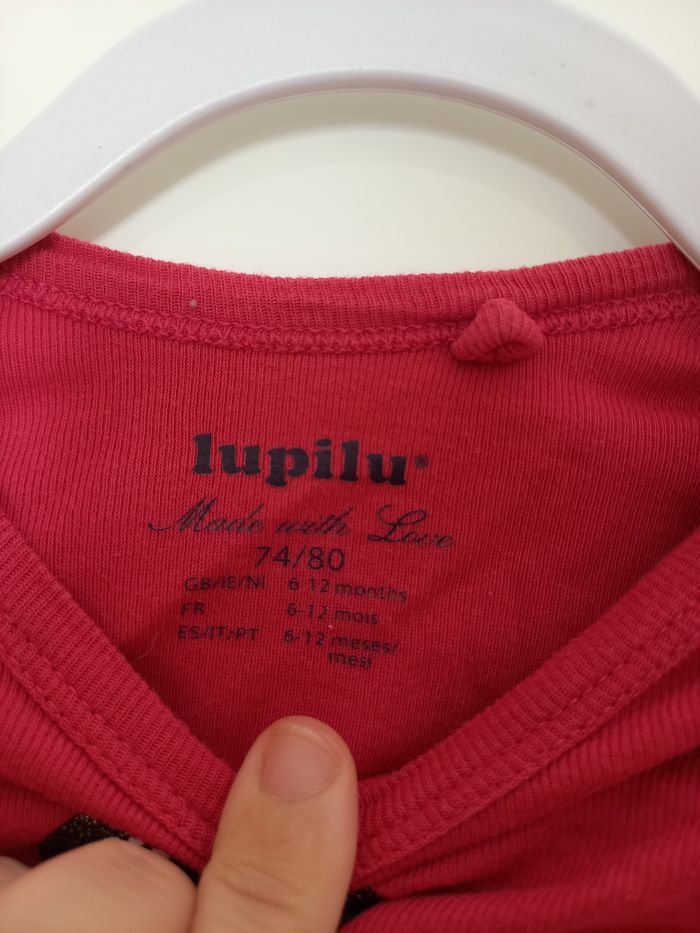 lupilu®
Made with Love
74/80
GB/IE/NI 6-12 months
FR 6-12 mois
ES/IT/PT 6-12 meses/
mesi